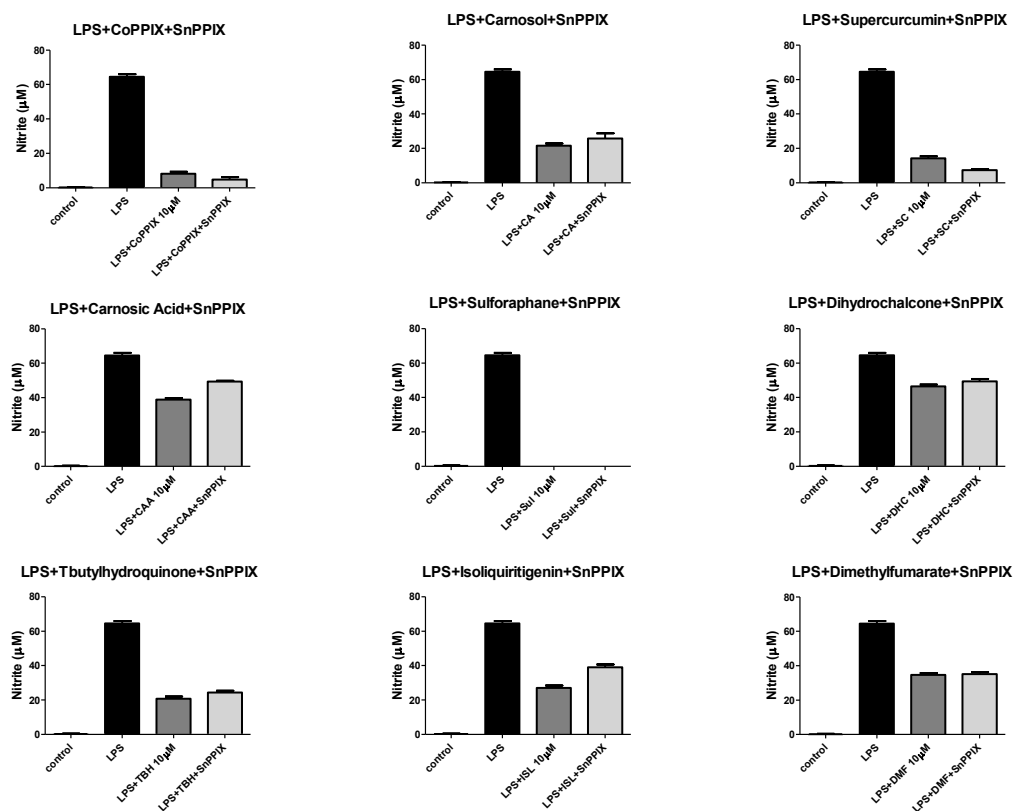 LPS+CoPPIX+SnPPIX
Nitrite (µM)
80
60
40
20
0
control
LPS
LPS+CoPPIX 10µM
LPS+CoPPIX+SnPPIX
LPS+Carnosol+SnPPIX
Nitrite (µM)
80
60
40
20
0
control
LPS
LPS+CA 10µM
LPS+CA+SnPPIX
LPS+Supercurcumin+SnPPIX
Nitrite (µM)
80
60
40
20
0
control
LPS
LPS+SC 10µM
LPS+SC+SnPPIX
LPS+Carnosic Acid+SnPPIX
Nitrite (µM)
80
60
40
20
0
control
LPS
LPS+CAA 10µM
LPS+CAA+SnPPIX
LPS+Sulforaphane+SnPPIX
Nitrite (µM)
80
60
40
20
0
control
LPS
LPS+Sul 10µM
LPS+Sul+SnPPIX
LPS+Dihydrochalcone+SnPPIX
Nitrite (µM)
80
60
40
20
0
control
LPS
LPS+DHC 10µM
LPS+DHC+SnPPIX
LPS+Tbutylhydroquinone+SnPPIX
Nitrite (µM)
80
60
40
20
0
control
LPS
LPS+TBH 10µM
LPS+TBH+SnPPIX
LPS+Isoliquiritigenin+SnPPIX
Nitrite (µM)
80
60
40
20
0
control
LPS
LPS+ISL 10µM
LPS+ISL+SnPPIX
LPS+Dimethylfumarate+SnPPIX
Nitrite (µM)
80
60
40
20
0
control
LPS
LPS+DMF 10µM
LPS+DMF+SnPPIX